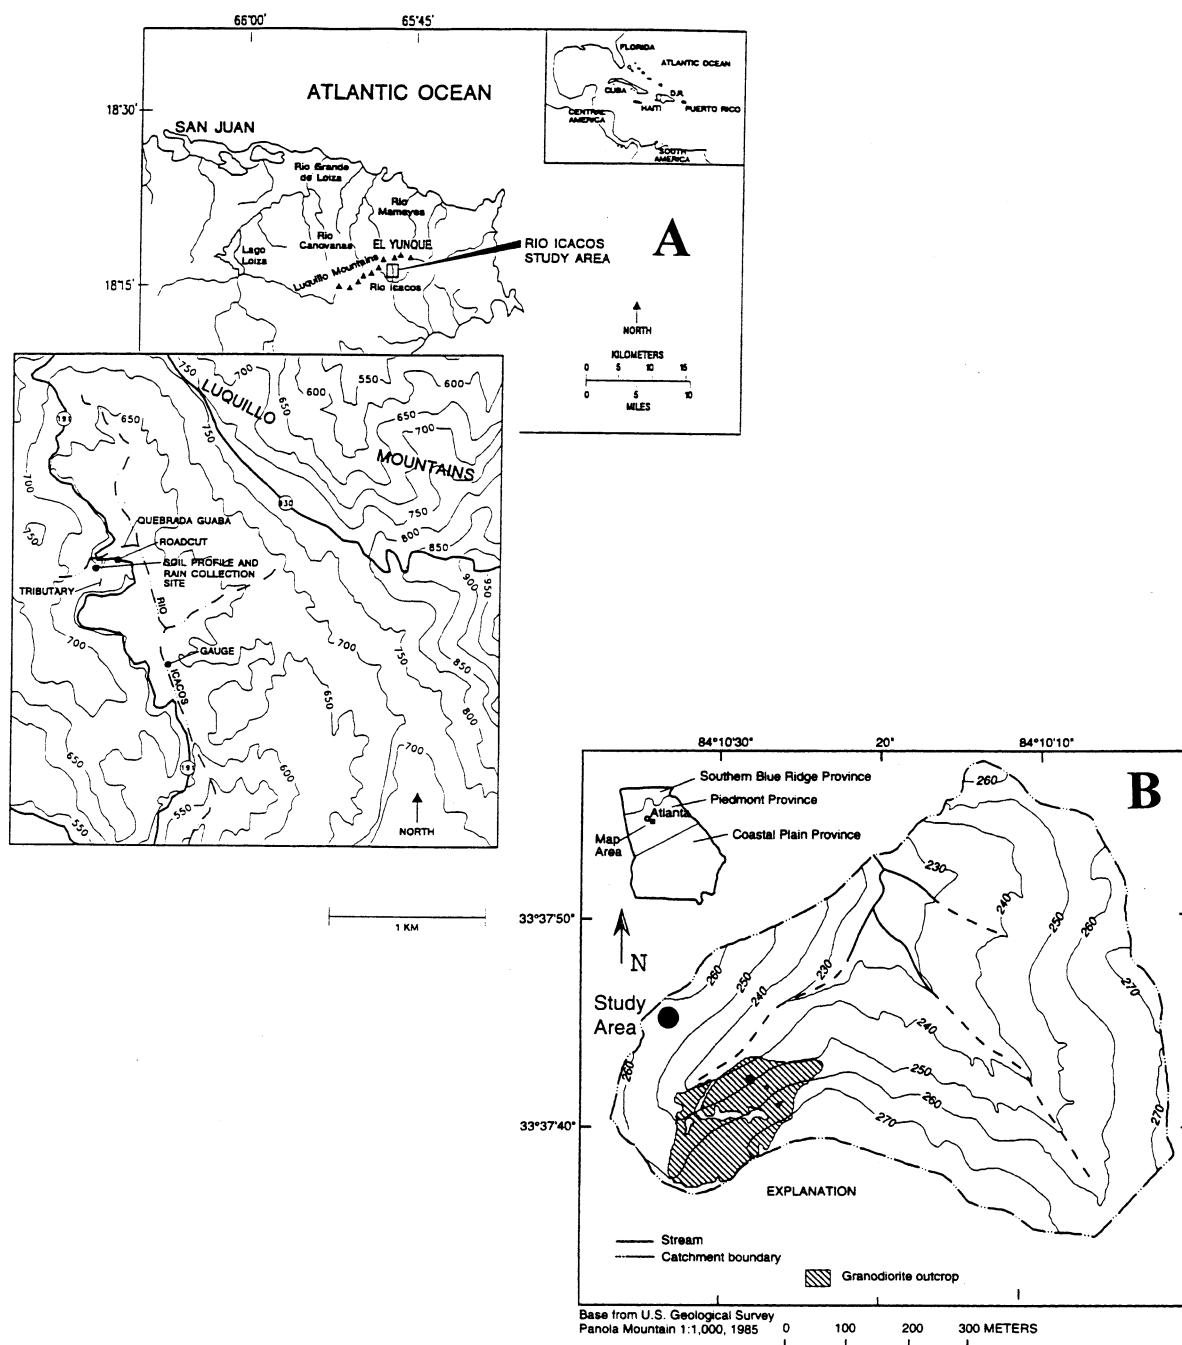 66°00'
65°45'
18°30'
18°15'
ATLANTIC OCEAN
SAN JUAN
Rio Grande
de Loiza
Rio
Mameyes
Rio
Canovanas
EL YUNQUE
Lago
Loiza
Luquillo Mountains
Rio Icacos
RIO ICACOS
STUDY AREA
A
FLORIDA
ATLANTIC OCEAN
CUBA
D.R.
HAITI
PUERTO RICO
CENTRAL
AMERICA
SOUTH
AMERICA
NORTH
KILOMETERS
0 5 10 15
0 5 10
MILES
750
700
550
600
600
650
LUQUILLO
650
700
650
750
191
MOUNTAINS
700
930
750
750
800
850
QUEBRADA GUABA
ROADCUT
SOIL PROFILE AND
RAIN COLLECTION
SITE
TRIBUTARY
950
900
RIO
700
GAUGE
750
850
ICACOS
650
800
700
650
191
600
550
550
NORTH
1 KM
84°10'30"
20"
84°10'10"
B
Southern Blue Ridge Province
Piedmont Province
Atlanta
Map
Area
Coastal Plain Province
260
230
240
250
260
33°37'50"
N
260
250
240
230
270
Study
Area
240
260
250
260
270
270
33°37'40"
EXPLANATION
Stream
Catchment boundary
Granodiorite outcrop
Base from U.S. Geological Survey
Panola Mountain 1:1,000, 1985
0 100 200 300 METERS